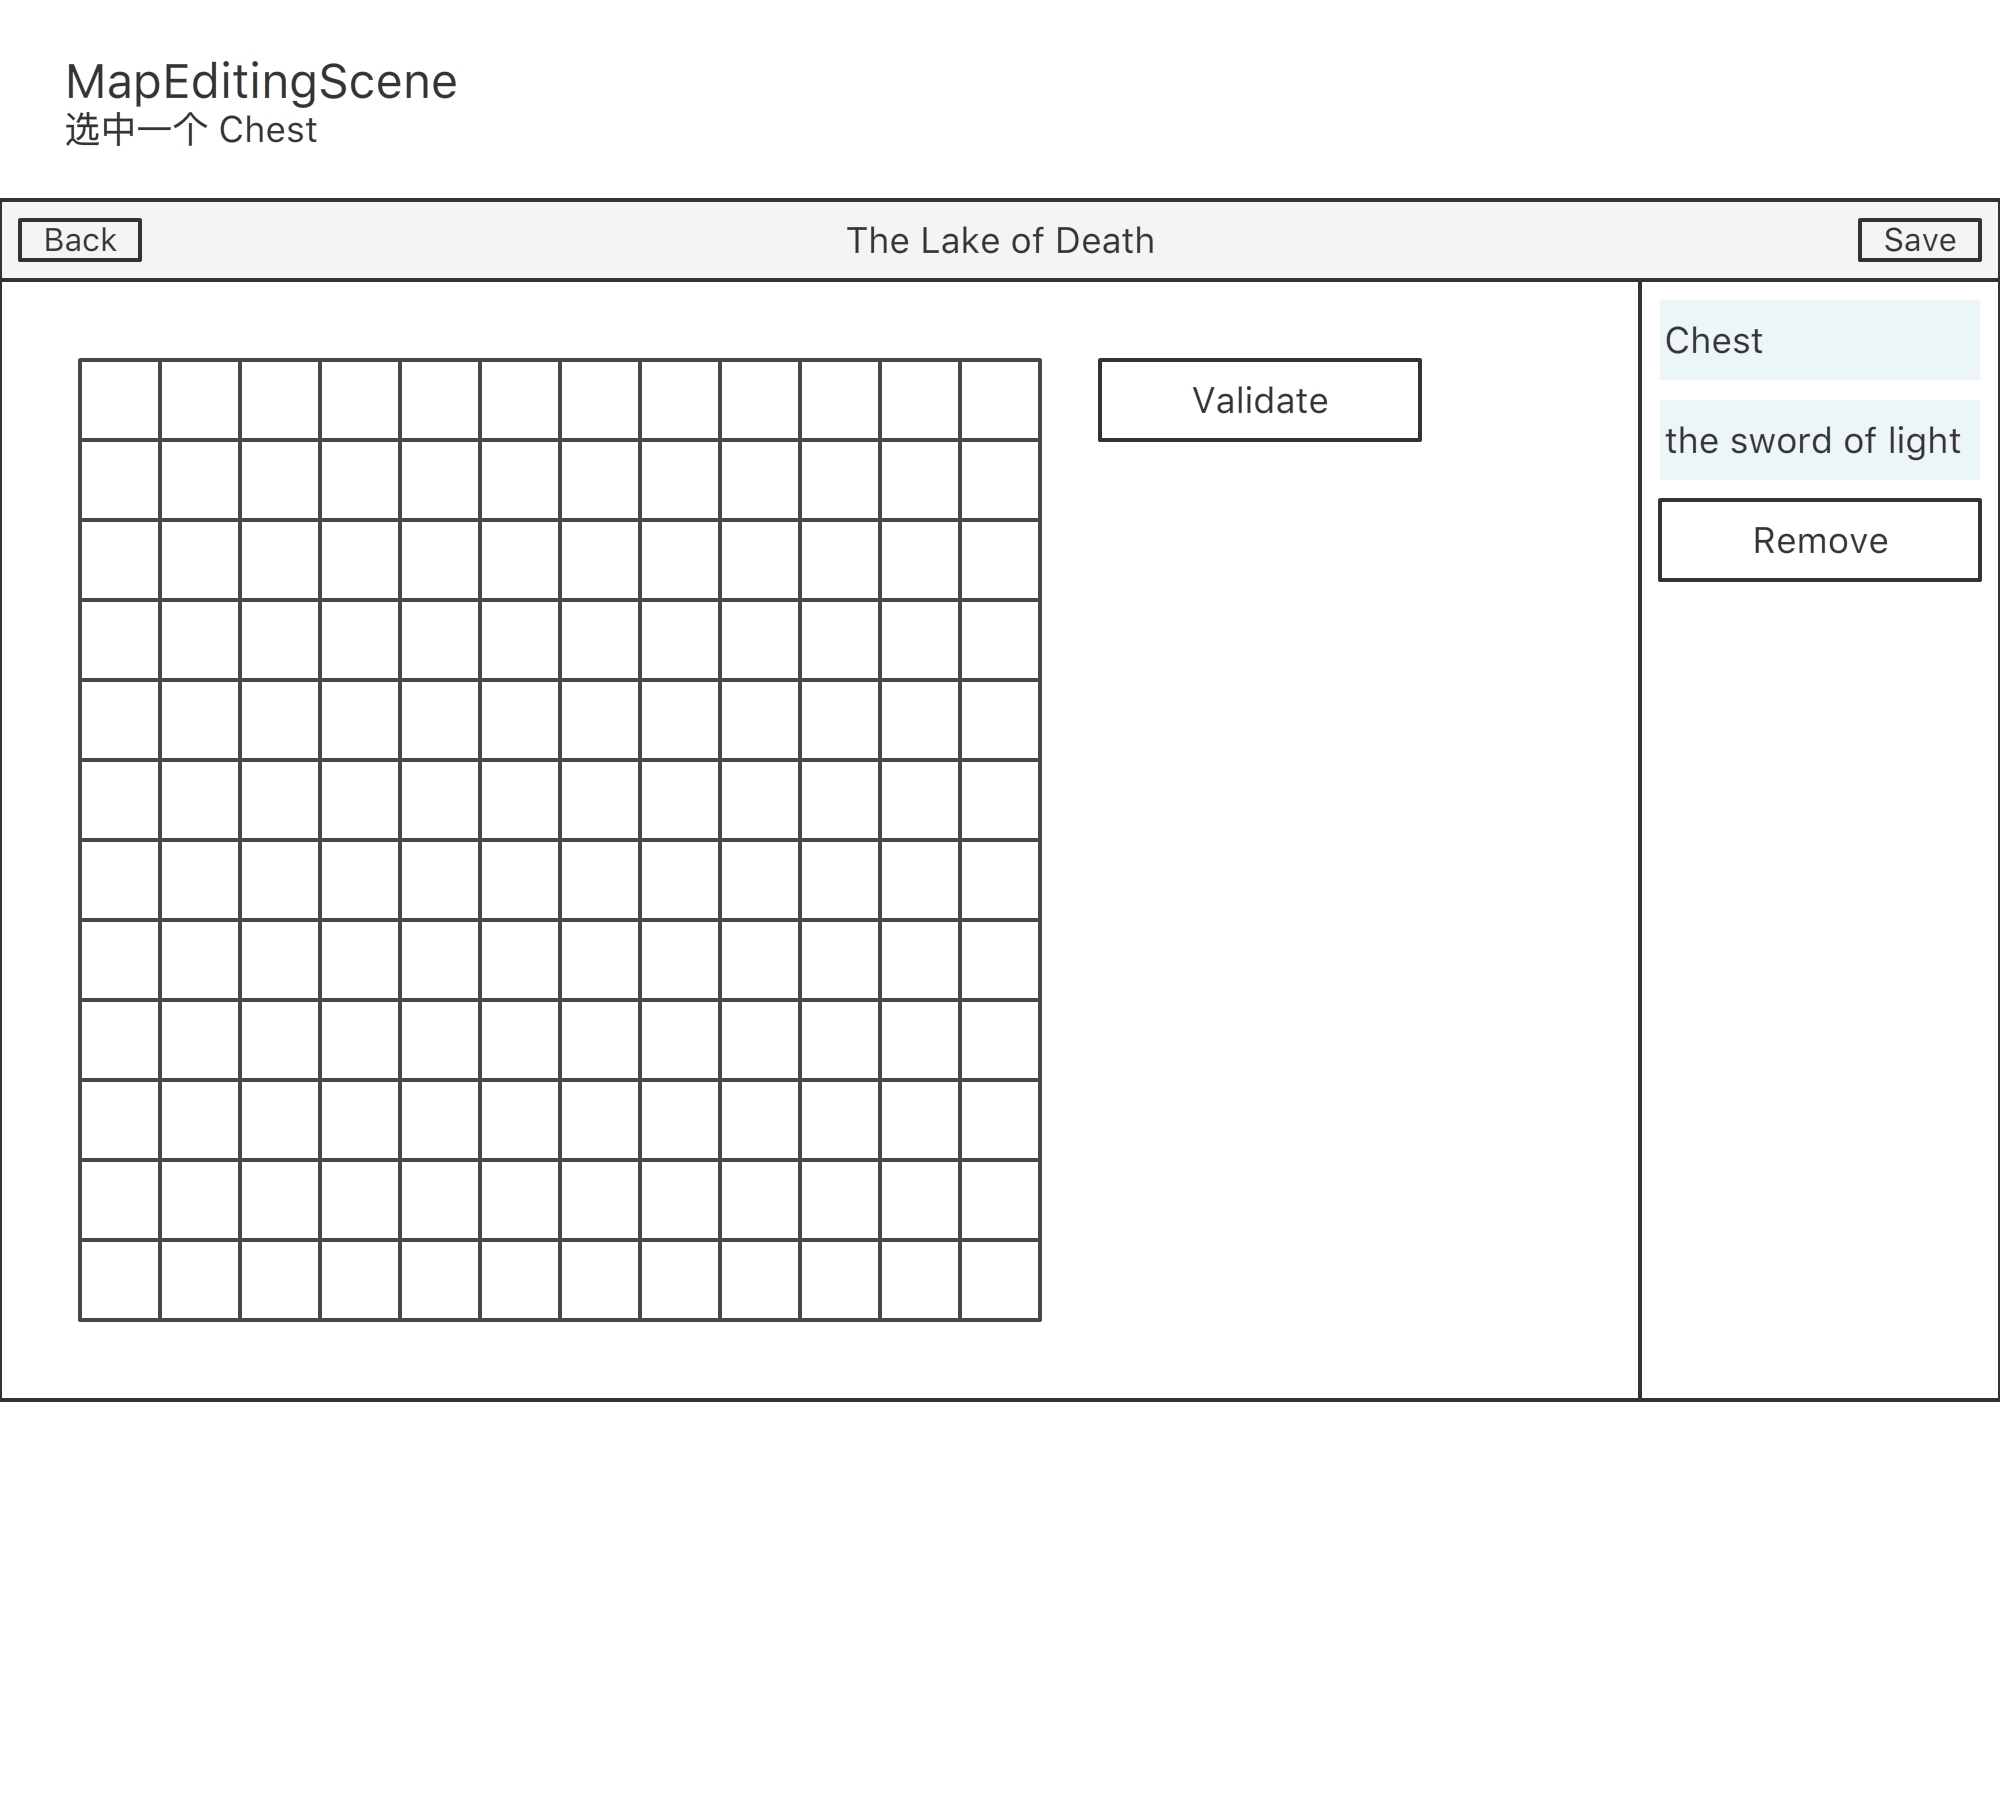 MapEditingScene
选中一个 Chest
Back
The Lake of Death
Save
Validate
Chest
the sword of light
Remove